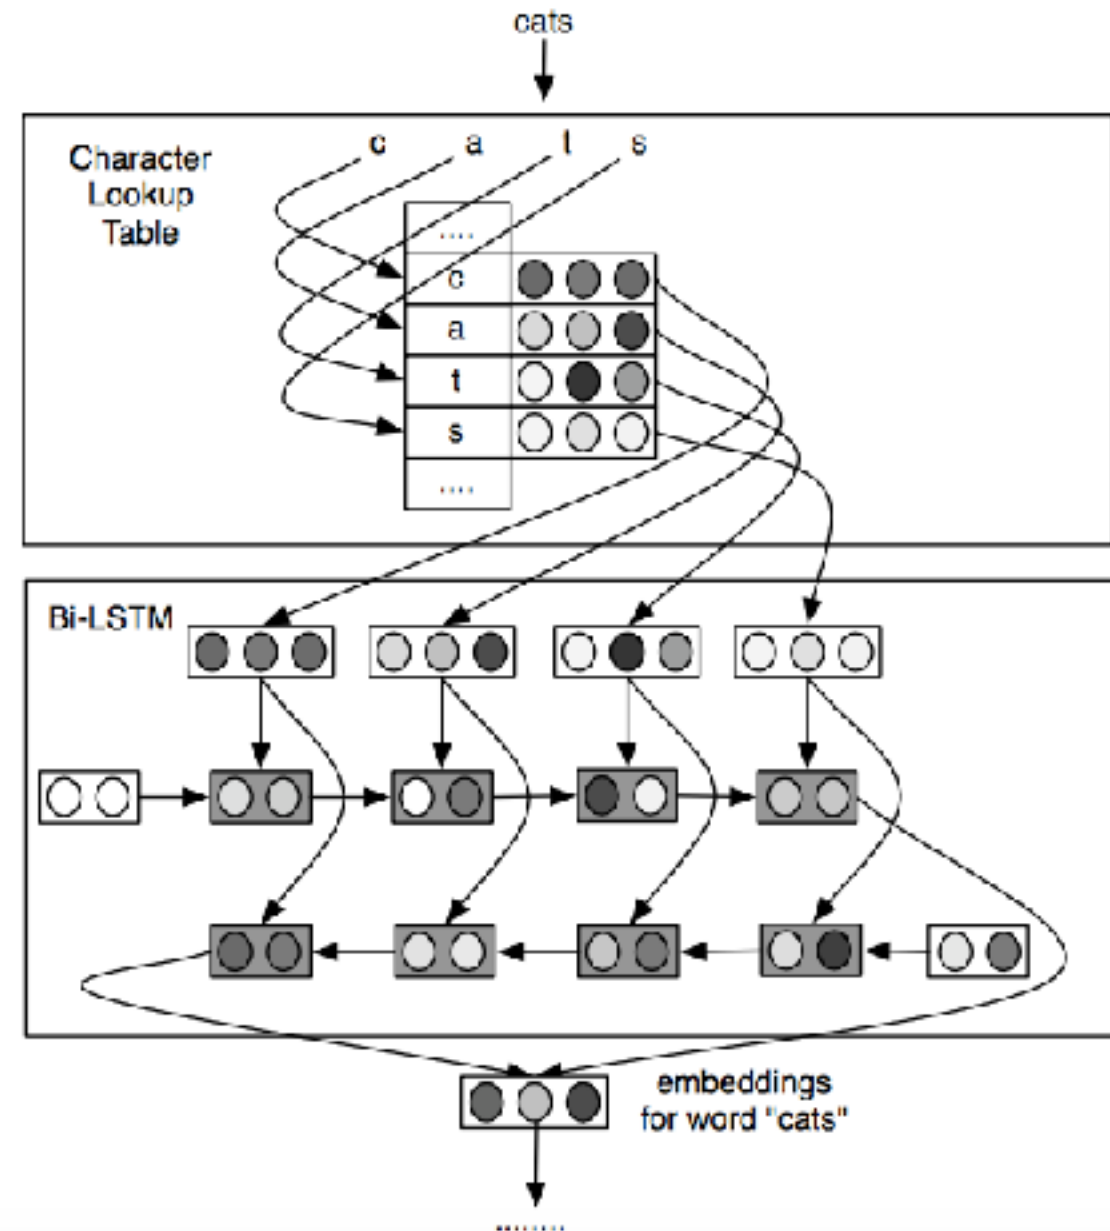 cats
Character
Lookup
Table
c a t s
....
c
a
t
s
....
Bi-LSTM
embeddings
for word "cats"
.......